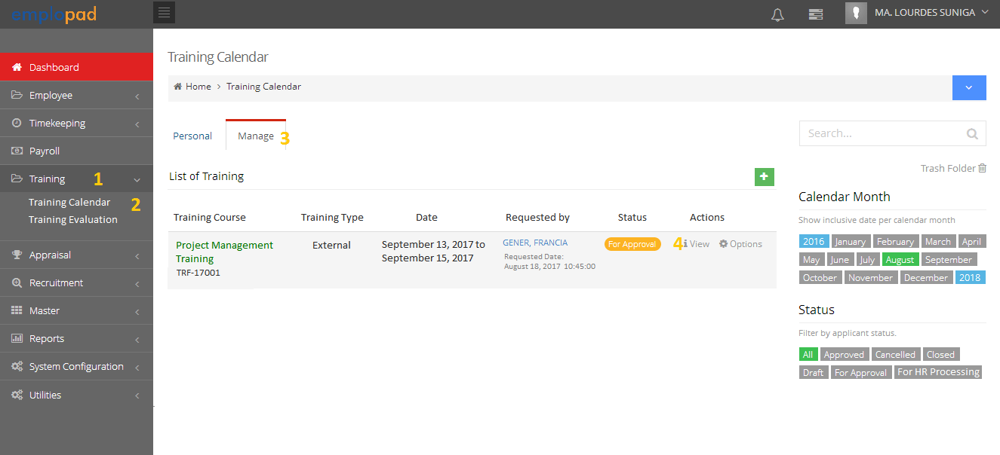 emplopad
MA. LOURDES SUNIGA
Dashboard
Employee
Timekeeping
Payroll
Training 1
Training Calendar 2
Training Evaluation
Appraisal
Recruitment
Master
Reports
System Configuration
Utilities
Training Calendar
Home > Training Calendar
Personal
Manage 3
List of Training
Training Course Training Type Date Requested by Status Actions
Project Management
Training
TRF-17001
External
September 13, 2017 to
September 15, 2017
GENER, FRANCIA
Requested Date:
August 18, 2017 10:45:00
For Approval
4 View Options
Search...
Trash Folder
Calendar Month
Show inclusive date per calendar month
2016 January February March April
May June July August September
October November December 2018
Status
Filter by applicant status.
All Approved Cancelled Closed
Draft For Approval For HR Processing